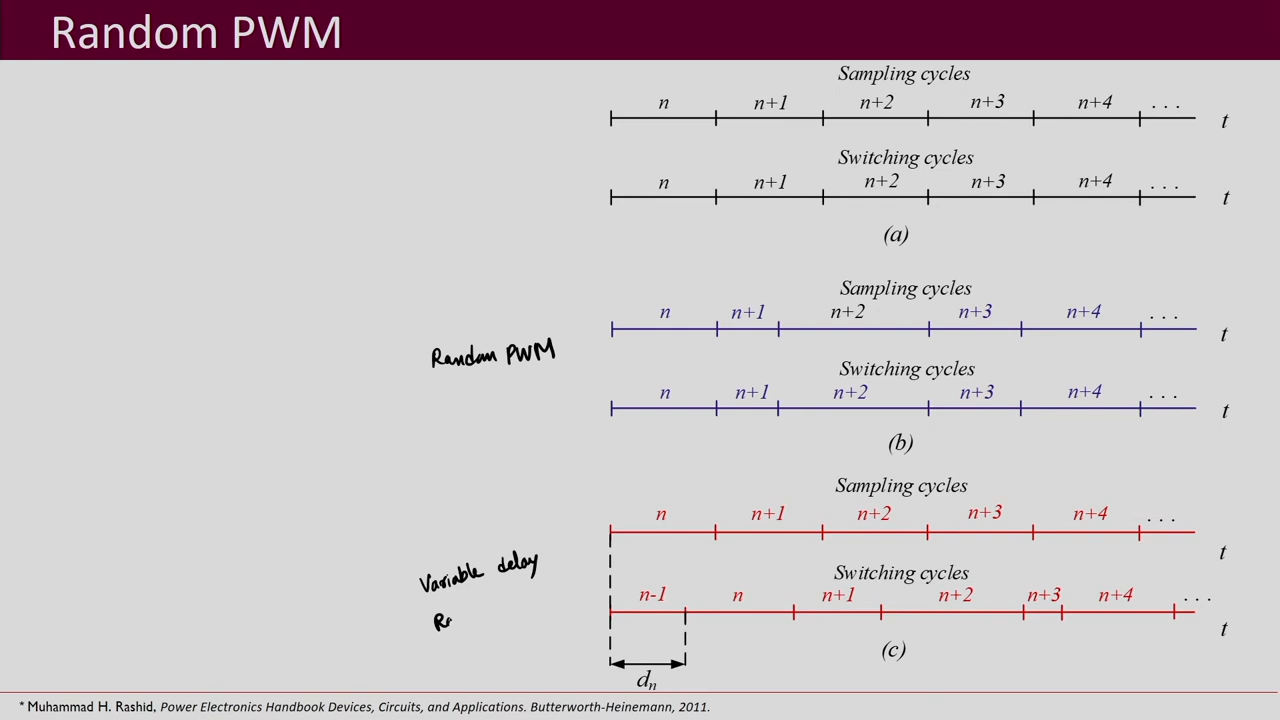 Random PWM
Sampling cycles
n n+1 n+2 n+3 n+4 . . .
t
Switching cycles
n n+1 n+2 n+3 n+4 . . .
t
(a)
Sampling cycles
n n+1 n+2 n+3 n+4 . . .
t
Random PWM
Switching cycles
n n+1 n+2 n+3 n+4 . . .
t
(b)
Sampling cycles
n n+1 n+2 n+3 n+4 . . .
t
Variable delay
Switching cycles
n-1 n n+1 n+2 n+3 n+4 . . .
t
(c)
dn
* Muhammad H. Rashid, Power Electronics Handbook Devices, Circuits, and Applications. Butterworth-Heinemann, 2011.